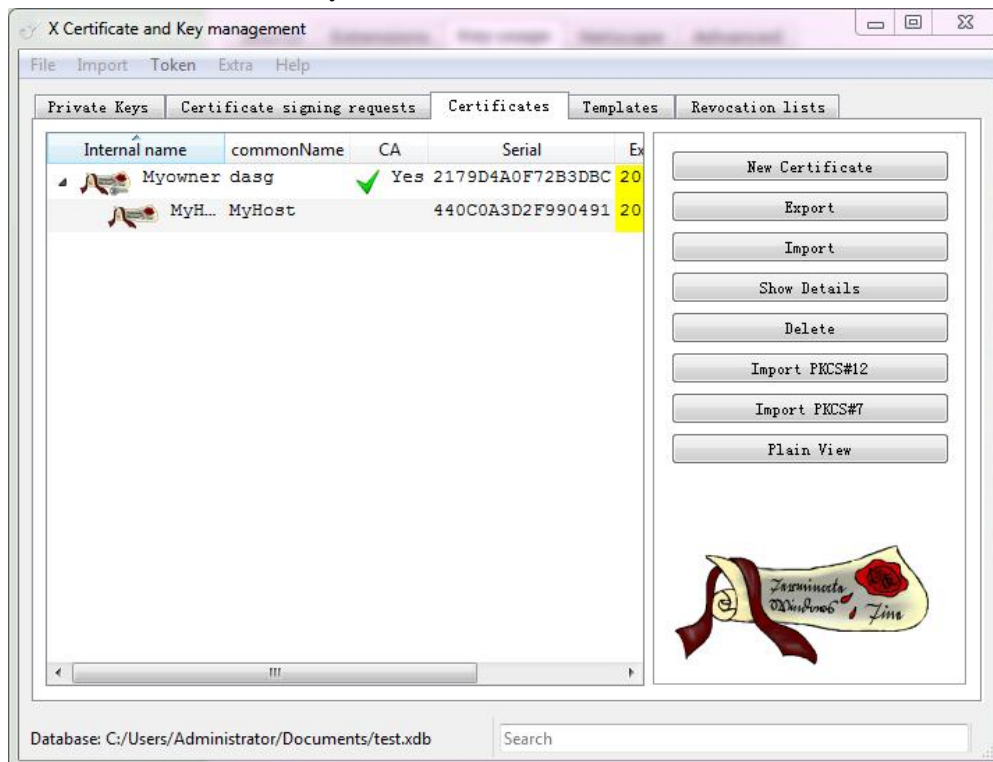 X Certificate and Key management
File Import Token Extra Help
Private Keys Certificate signing requests Certificates Templates Revocation lists
Internal name commonName CA Serial Ex
Myowner dasg Yes 2179D4A0F72B3DBC 20
MyH... MyHost 440C0A3D2F990491 20
New Certificate
Export
Import
Show Details
Delete
Import PKCS#12
Import PKCS#7
Plain View
Windows
Database: C:/Users/Administrator/Documents/test.xdb Search